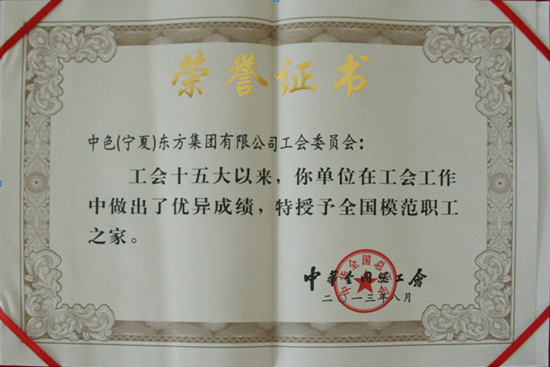 荣誉证书
中色(宁夏)东方集团有限公司工会委员会：
工会十五大以来，你单位在工会工作
中做出了优异成绩，特授予全国模范职工
之家。
中华全国总工会
二〇一三年八月